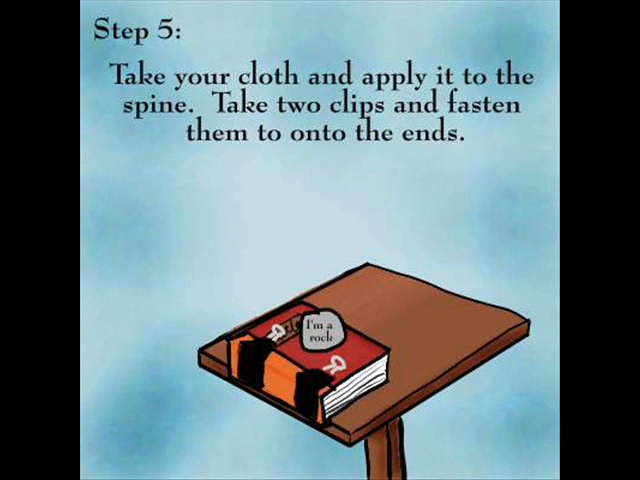 Step 5:
Take your cloth and apply it to the
spine. Take two clips and fasten
them to onto the ends.
I'm a
rock